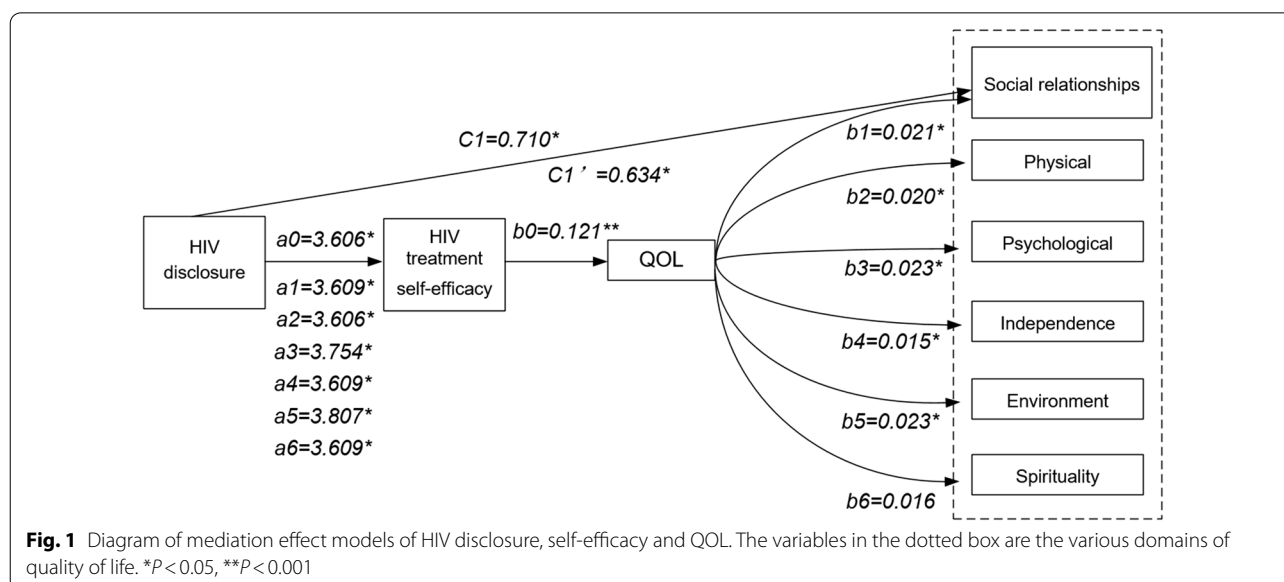 Social relationships
C1=0.710*
b1=0.021*
C1’=0.634*
Physical
b2=0.020*
HIV
disclosure
a0=3.606*
HIV
treatment
self-efficacy
b0=0.121**
QOL
Psychological
b3=0.023*
a1=3.609*
a2=3.606*
a3=3.754*
a4=3.609*
a5=3.807*
a6=3.609*
Independence
b4=0.015*
Environment
b5=0.023*
Spirituality
b6=0.016
Fig. 1 Diagram of mediation effect models of HIV disclosure, self-efficacy and QOL. The variables in the dotted box are the various domains of
quality of life. *P < 0.05, **P < 0.001